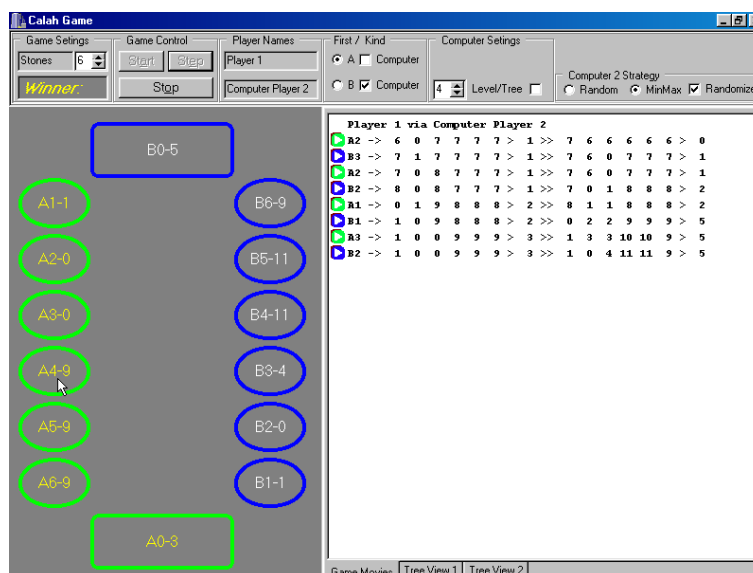 Calah Game
Game Setings
Stones 6
Winner:
Game Control
Start Step
Stop
Player Names
Player 1
Computer Player 2
First / Kind
A Computer
B Computer
Computer Setings
4 Level/Tree
Computer 2 Strategy
Random MinMax Randomize
B0-5
A1-1 B6-9
A2-0 B5-11
A3-0 B4-11
A4-9 B3-4
A5-9 B2-0
A6-9 B1-1
A0-3
Player 1 via Computer Player 2
A2 -> 6 0 7 7 7 7 > 1 >> 7 6 6 6 6 6 > 0
B3 -> 7 1 7 7 7 7 > 1 >> 7 6 0 7 7 7 > 1
A2 -> 7 0 8 7 7 7 > 1 >> 7 6 0 7 7 7 > 1
B2 -> 8 0 8 7 7 7 > 1 >> 7 0 1 8 8 8 > 2
A1 -> 0 1 9 8 8 8 > 2 >> 8 1 1 8 8 8 > 2
B1 -> 1 0 9 8 8 8 > 2 >> 0 2 2 9 9 9 > 5
A3 -> 1 0 0 9 9 9 > 3 >> 1 3 3 10 10 9 > 5
B2 -> 1 0 0 9 9 9 > 3 >> 1 0 4 11 11 9 > 5
Game Movies Tree View 1 Tree View 2